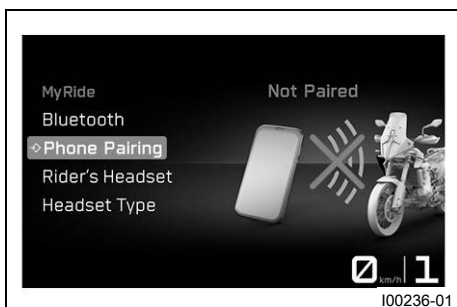 MyRide
Not Paired
Bluetooth
Phone Pairing
Rider's Headset
Headset Type
0 km/h 1
I00236-01